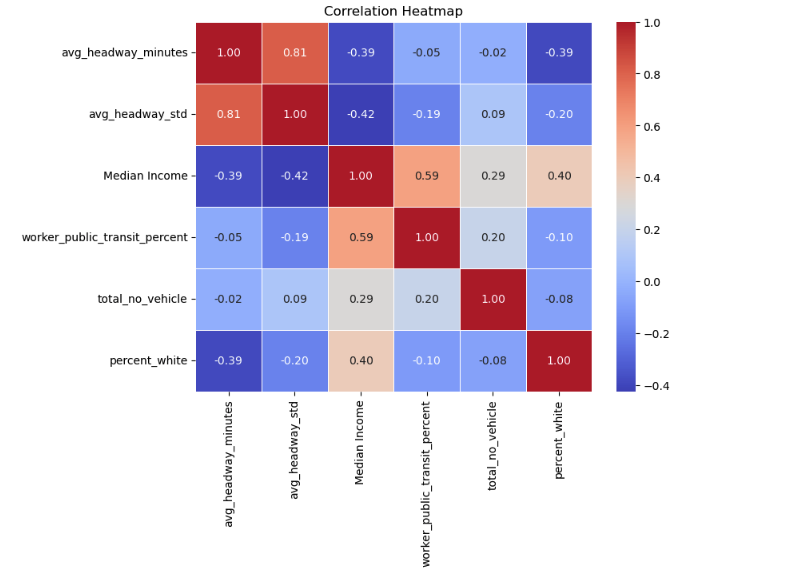 Correlation Heatmap
avg_headway_minutes 1.00 0.81 -0.39 -0.05 -0.02 -0.39
avg_headway_std 0.81 1.00 -0.42 -0.19 0.09 -0.20
Median Income -0.39 -0.42 1.00 0.59 0.29 0.40
worker_public_transit_percent -0.05 -0.19 0.59 1.00 0.20 -0.10
total_no_vehicle -0.02 0.09 0.29 0.20 1.00 -0.08
percent_white -0.39 -0.20 0.40 -0.10 -0.08 1.00
avg_headway_minutes
avg_headway_std
Median Income
worker_public_transit_percent
total_no_vehicle
percent_white
1.0
0.8
0.6
0.4
0.2
0.0
−0.2
−0.4